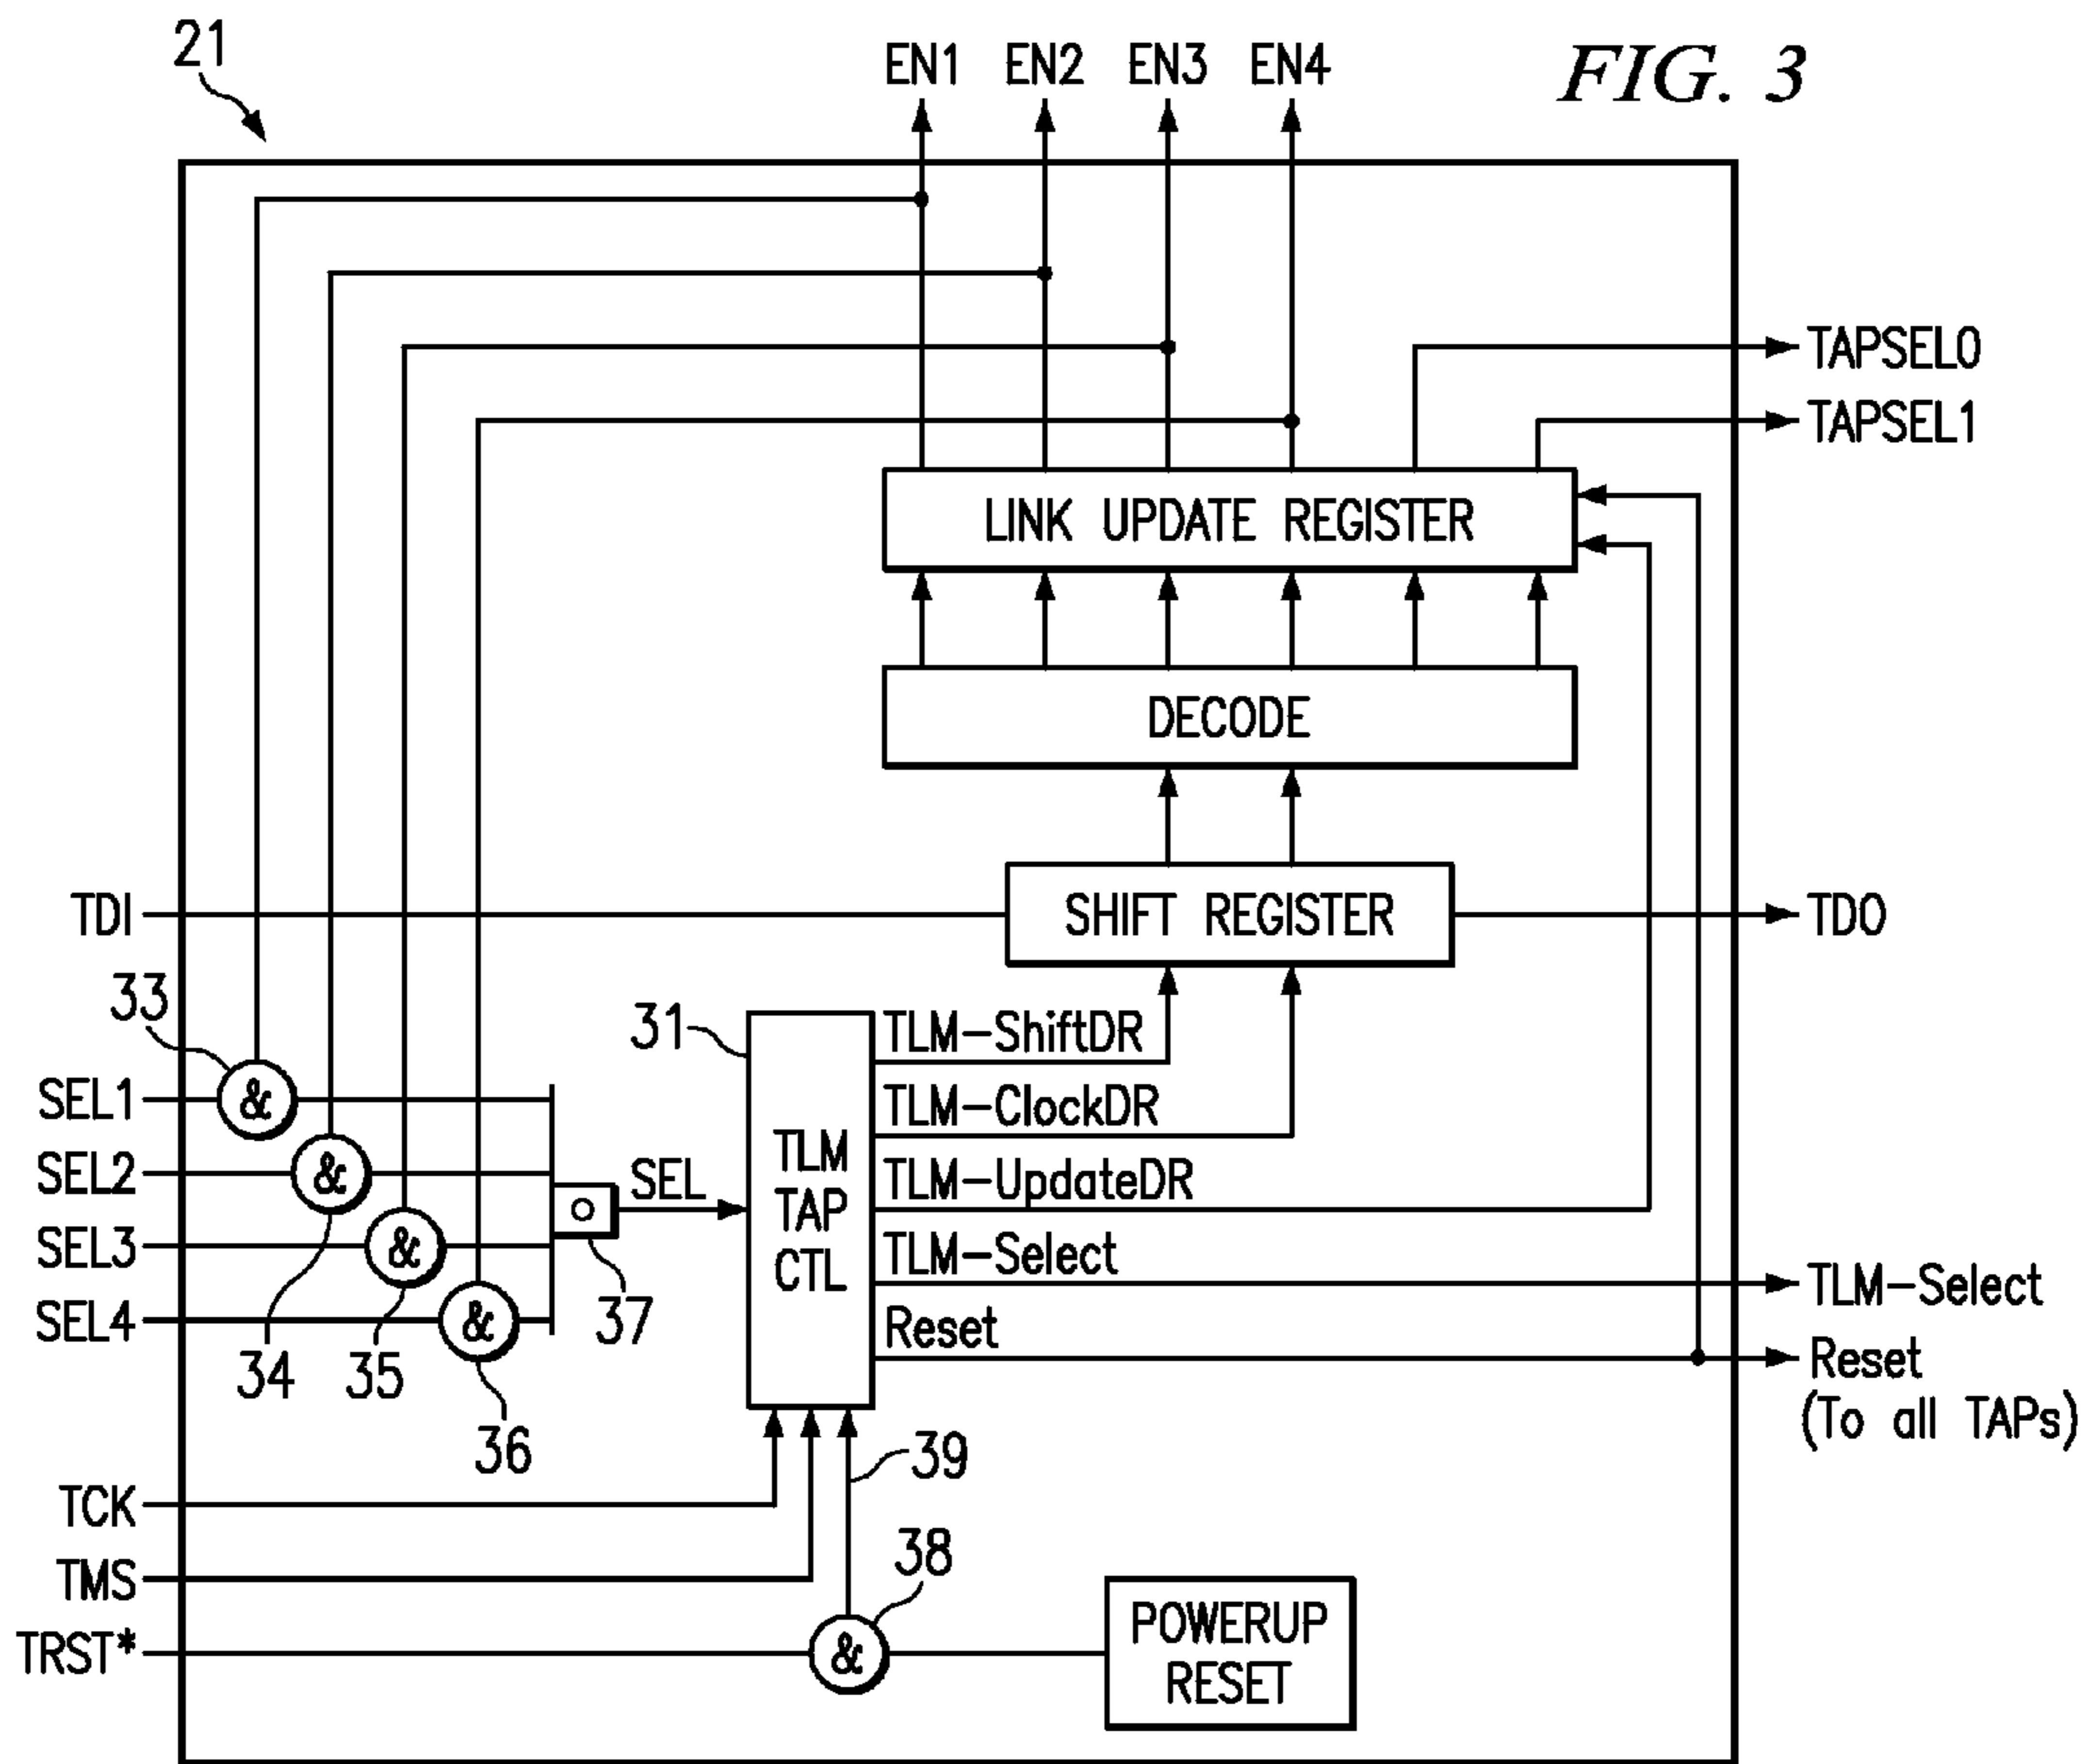 21
EN1 EN2 EN3 EN4
FIG. 3
TAPSEL0
TAPSEL1
LINK UPDATE REGISTER
DECODE
TDI
SHIFT REGISTER
TDO
33
31
TLM-ShiftDR
SEL1
&
TLM-ClockDR
SEL2
&
SEL
TLM
TAP
CTL
TLM-UpdateDR
SEL3
&
TLM-Select
TLM-Select
SEL4
&
37
Reset
Reset
(To all TAPs)
34
35
36
39
TCK
38
TMS
TRST*
&
POWERUP
RESET